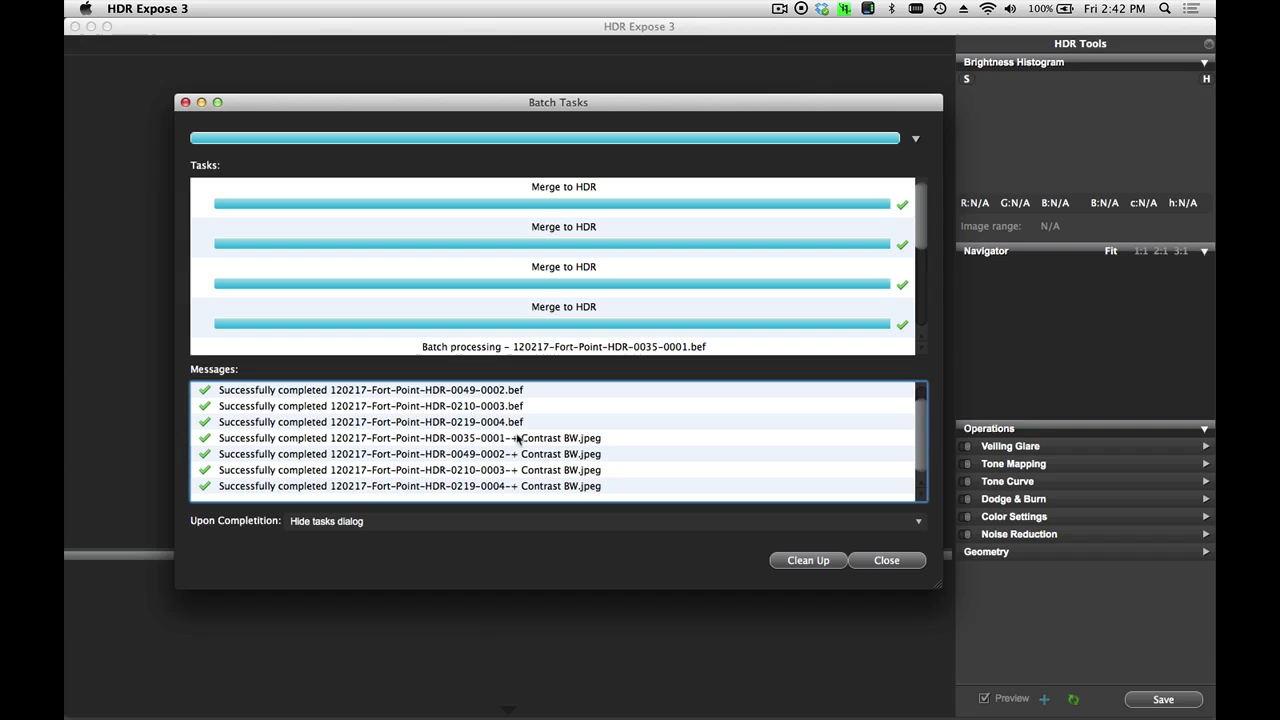 HDR Expose 3
100%
Fri 2:42 PM
HDR Expose 3
HDR Tools
Brightness Histogram
S H
R:N/A G:N/A B:N/A B:N/A c:N/A h:N/A
Image range: N/A
Navigator Fit 1:1 2:1 3:1
Batch Tasks
Tasks:
Merge to HDR
Merge to HDR
Merge to HDR
Merge to HDR
Batch processing - 120217-Fort-Point-HDR-0035-0001.bef
Messages:
Successfully completed 120217-Fort-Point-HDR-0049-0002.bef
Successfully completed 120217-Fort-Point-HDR-0210-0003.bef
Successfully completed 120217-Fort-Point-HDR-0219-0004.bef
Successfully completed 120217-Fort-Point-HDR-0035-0001--+ Contrast BW.jpeg
Successfully completed 120217-Fort-Point-HDR-0049-0002--+ Contrast BW.jpeg
Successfully completed 120217-Fort-Point-HDR-0210-0003--+ Contrast BW.jpeg
Successfully completed 120217-Fort-Point-HDR-0219-0004--+ Contrast BW.jpeg
Upon Completition: Hide tasks dialog
Clean Up Close
Operations
Veiling Glare
Tone Mapping
Tone Curve
Dodge & Burn
Color Settings
Noise Reduction
Geometry
Preview
Save